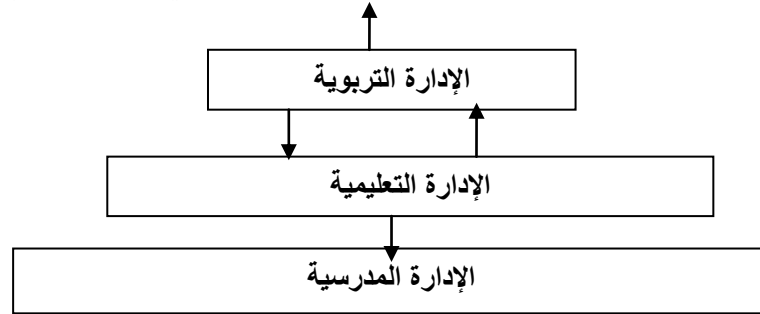 الإدارة التربوية
الإدارة التعليمية
الإدارة المدرسية